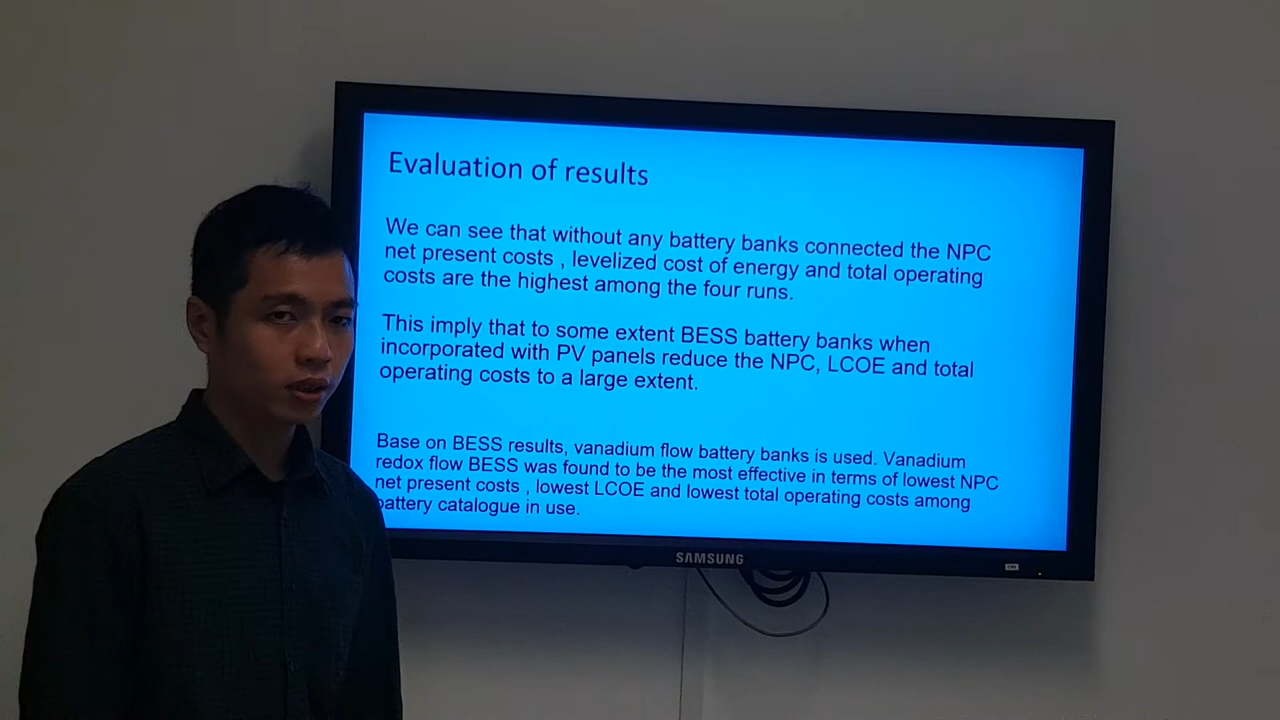 Evaluation of results
We can see that without any battery banks connected the NPC
net present costs , levelized cost of energy and total operating
costs are the highest among the four runs.
This imply that to some extent BESS battery banks when
incorporated with PV panels reduce the NPC, LCOE and total
operating costs to a large extent.
Base on BESS results, vanadium flow battery banks is used. Vanadium
redox flow BESS was found to be the most effective in terms of lowest NPC
net present costs , lowest LCOE and lowest total operating costs among
battery catalogue in use.
SAMSUNG